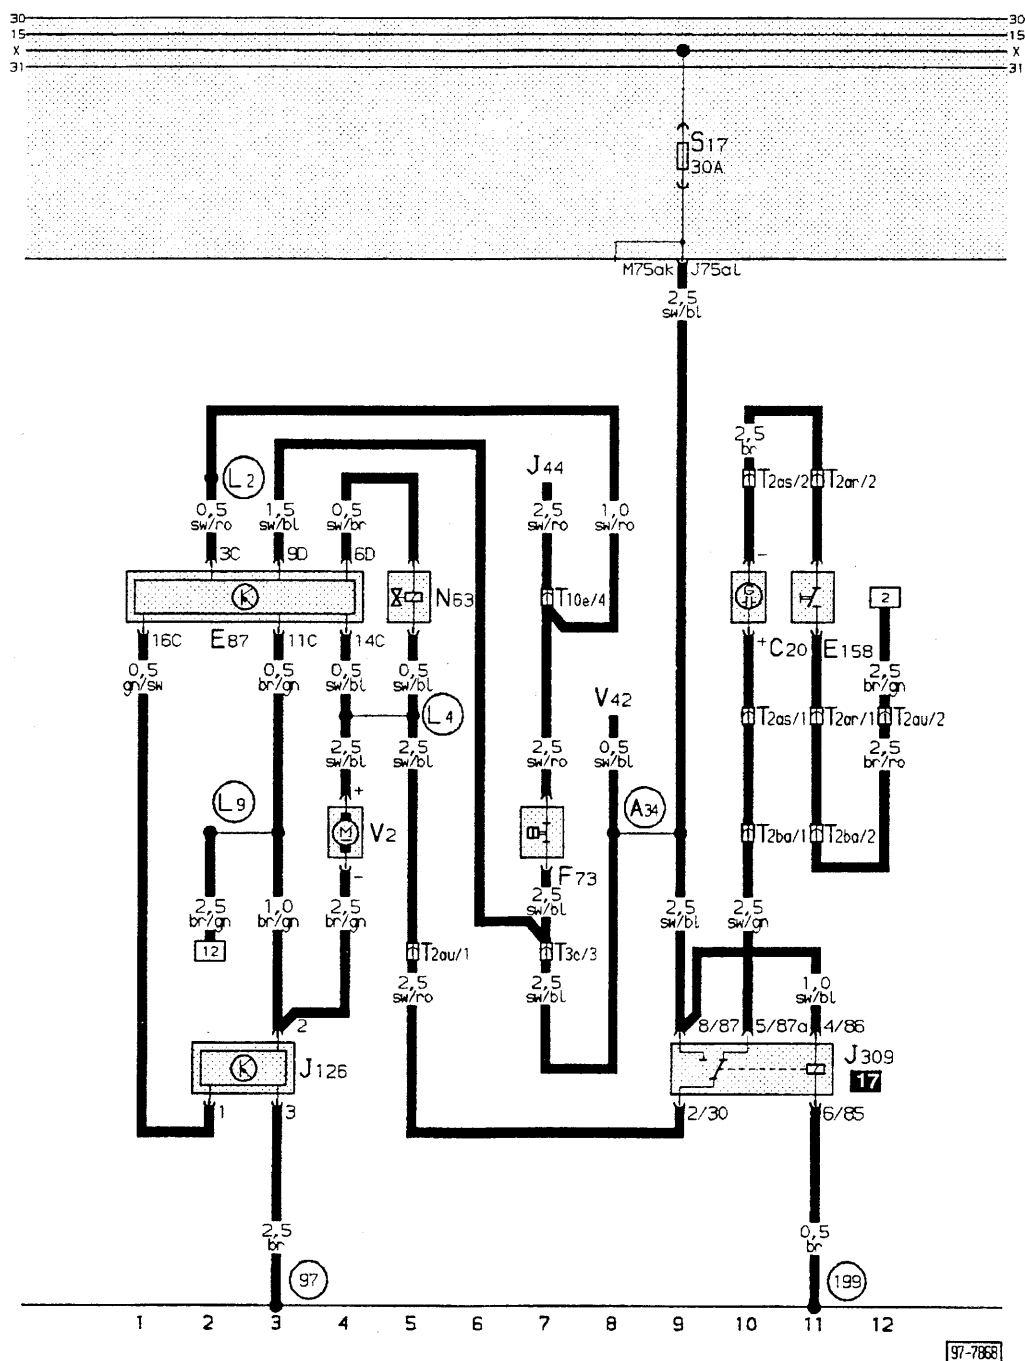 30 30
15 15
X X
31 31
S17
30A
M75ak J75al
2,5
sw/bl
2,5
br
J44
L2
T2as/2 T2ar/2
0,5 1,5 0,5 2,5 1,0
sw/ro sw/bl sw/br sw/ro sw/ro
3C 9D 6D
-
N63 T10e/4 G 2
16C E87 11C 14C + C20 E158
0,5 0,5 0,5 0,5 2,5
gn/sw br/gn sw/bl sw/bl br/gn
V42
L4 T2as/1 T2ar/1 T2au/2
2,5 2,5 2,5 0,5 2,5
sw/bl sw/bl sw/ro sw/bl br/ro
+
L9 A34
M V2 T2ba/1 T2ba/2
-
F73
2,5 1,0 2,5 2,5 2,5 2,5
br/gn br/gn br/gn sw/bl sw/bl sw/gn
12 T2au/1 T3c/3
2,5 2,5 1,0
sw/ro sw/bl sw/bl
2 8/87 5/87a 4/86
J126 J309
17
1 3 2/30 6/85
2,5 0,5
br br
97 199
1 2 3 4 5 6 7 8 9 10 11 12
97-7868